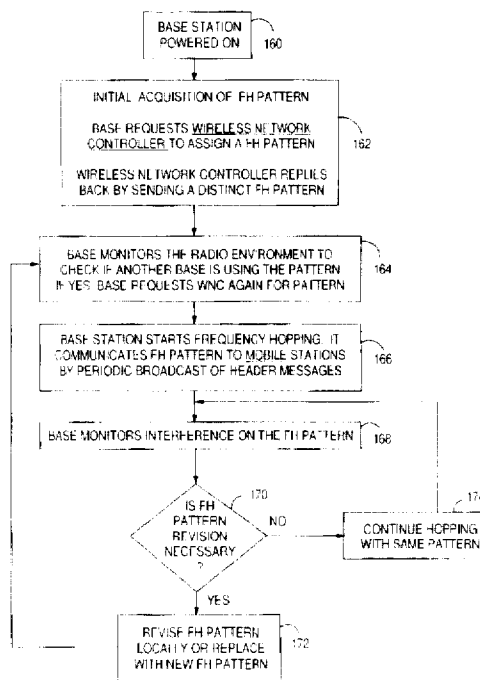 BASE STATION
POWERED ON
160
INITIAL ACQUISITION OF FH PATTERN
BASE REQUESTS WIRELESS NETWORK
CONTROLLER TO ASSIGN A FH PATTERN
WIRELESS NETWORK CONTROLLER REPLIES
BACK BY SENDING A DISTINCT FH PATTERN
162
BASE MONITORS THE RADIO ENVIRONMENT TO
CHECK IF ANOTHER BASE IS USING THE PATTERN
IF YES, BASE REQUESTS WNC AGAIN FOR PATTERN
164
BASE STATION STARTS FREQUENCY HOPPING. IT
COMMUNICATES FH PATTERN TO MOBILE STATIONS
BY PERIODIC BROADCAST OF HEADER MESSAGES
166
BASE MONITORS INTERFERENCE ON THE FH PATTERN
168
IS FH
PATTERN
REVISION
NECESSARY
?
170
NO
CONTINUE HOPPING
WITH SAME PATTERN
174
YES
REVISE FH PATTERN
LOCALLY OR REPLACE
WITH NEW FH PATTERN
172